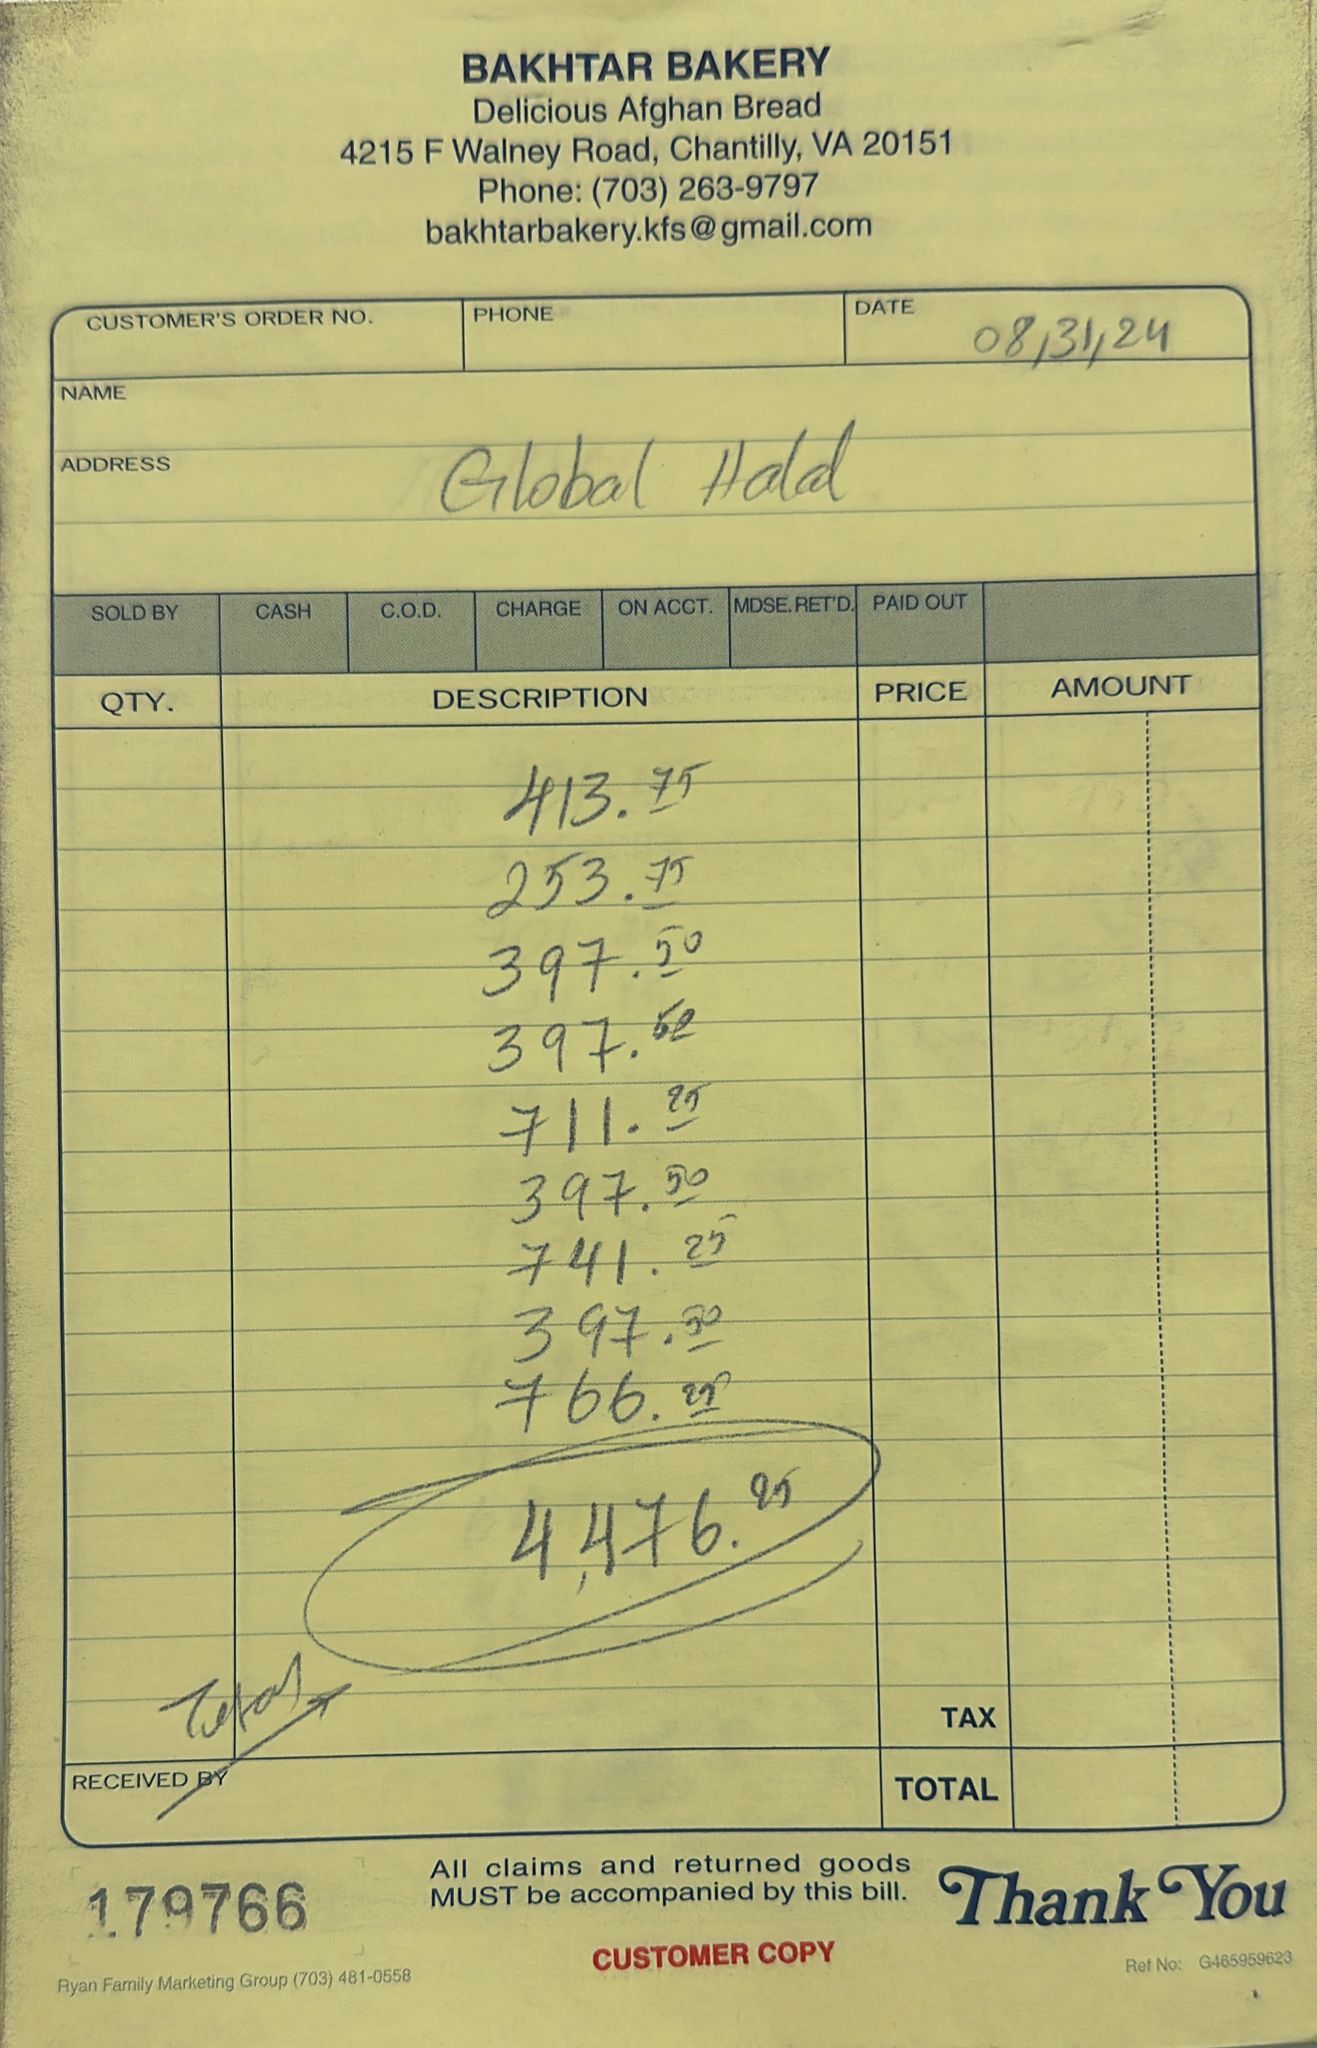 BAKHTAR BAKERY
Delicious Afghan Bread
4215 F Walney Road, Chantilly, VA 20151
Phone: (703) 263-9797
bakhtarbakery.kfs@gmail.com
CUSTOMER'S ORDER NO. PHONE DATE 08,31,24
NAME
ADDRESS Global Halal
SOLD BY CASH C.O.D. CHARGE ON ACCT. MDSE. RET'D. PAID OUT
QTY. DESCRIPTION PRICE AMOUNT
413.75
253.75
397.50
397.50
711.25
397.50
741.25
397.50
766.25
4,476.25
Total
TAX
RECEIVED BY TOTAL
179766
All claims and returned goods
MUST be accompanied by this bill.
Thank You
CUSTOMER COPY
Ryan Family Marketing Group (703) 481-0558
Ref No: G465959623